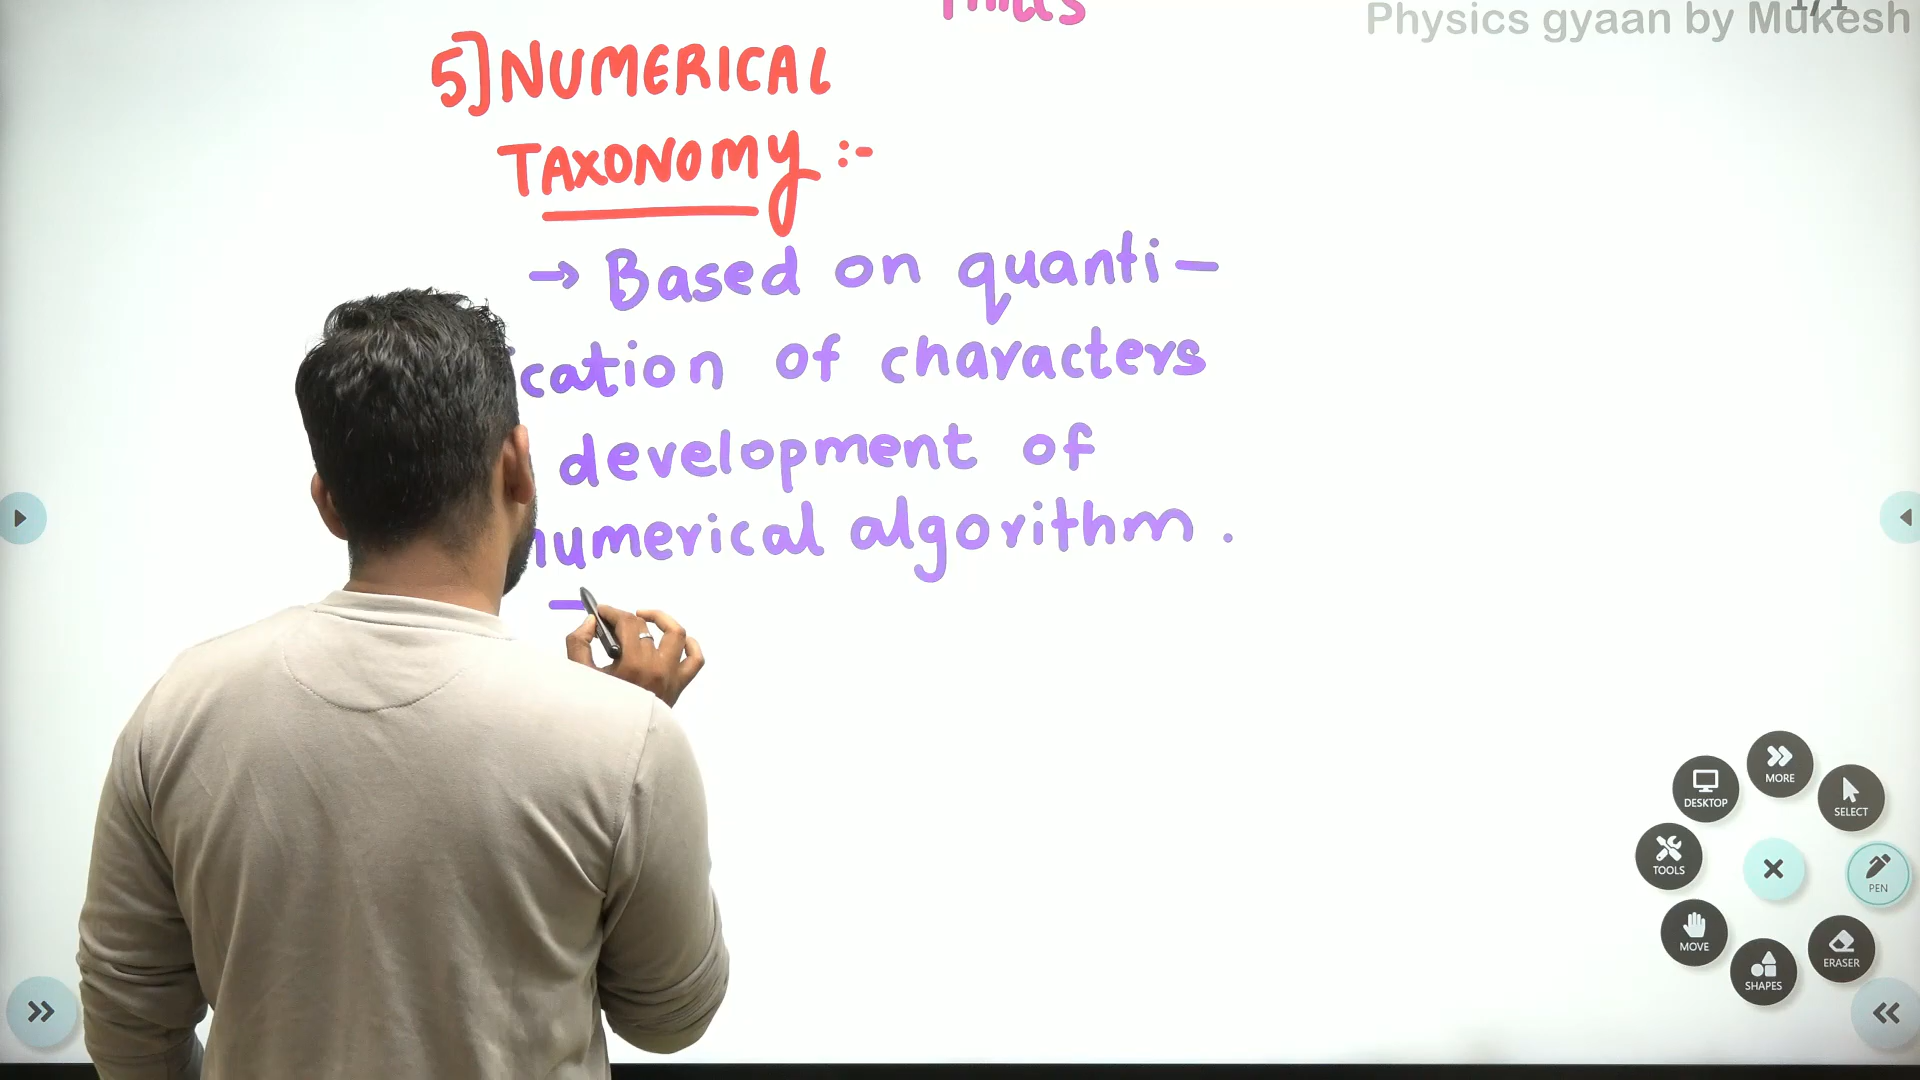 Physics gyaan by Mukesh
5]NUMERICAL
TAXONOMY :-
→ Based on quanti-
cation of characters
development of
numerical algorithm.
MORE
DESKTOP
SELECT
TOOLS
PEN
MOVE
ERASER
SHAPES